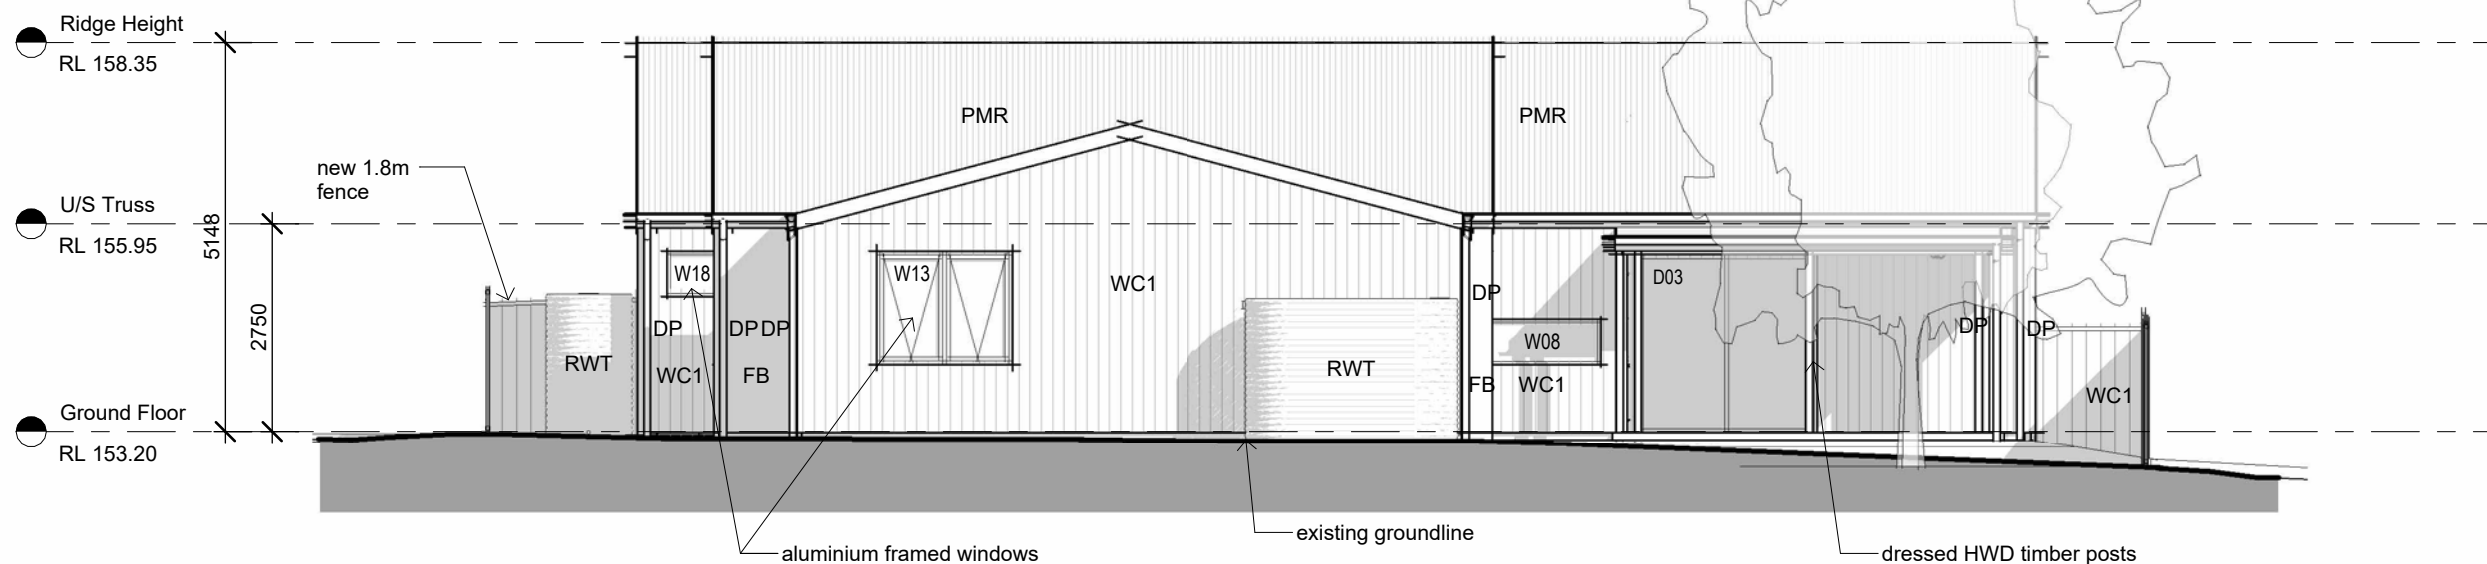 Ridge Height
RL 158.35
PMR
PMR
new 1.8m
fence
U/S Truss
RL 155.95
5148
2750
W18
W13
WC1
DP
D03
DP
DP DP
DP
DP
RWT
WC1
FB
RWT
W08
FB
WC1
WC1
Ground Floor
RL 153.20
existing groundline
aluminium framed windows
dressed HWD timber posts